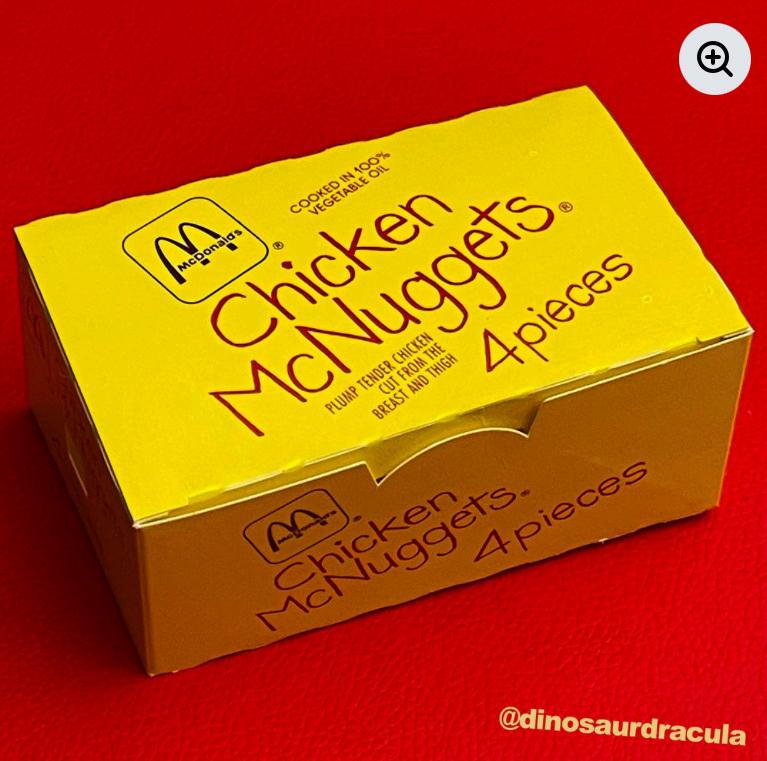 COOKED IN 100%
VEGETABLE OIL
McDonald's
®
Chicken
McNuggets®
4pieces
PLUMP TENDER CHICKEN
CUT FROM THE
BREAST AND THIGH
McDonald's
®
Chicken
McNuggets®
4pieces
@dinosaurdracula